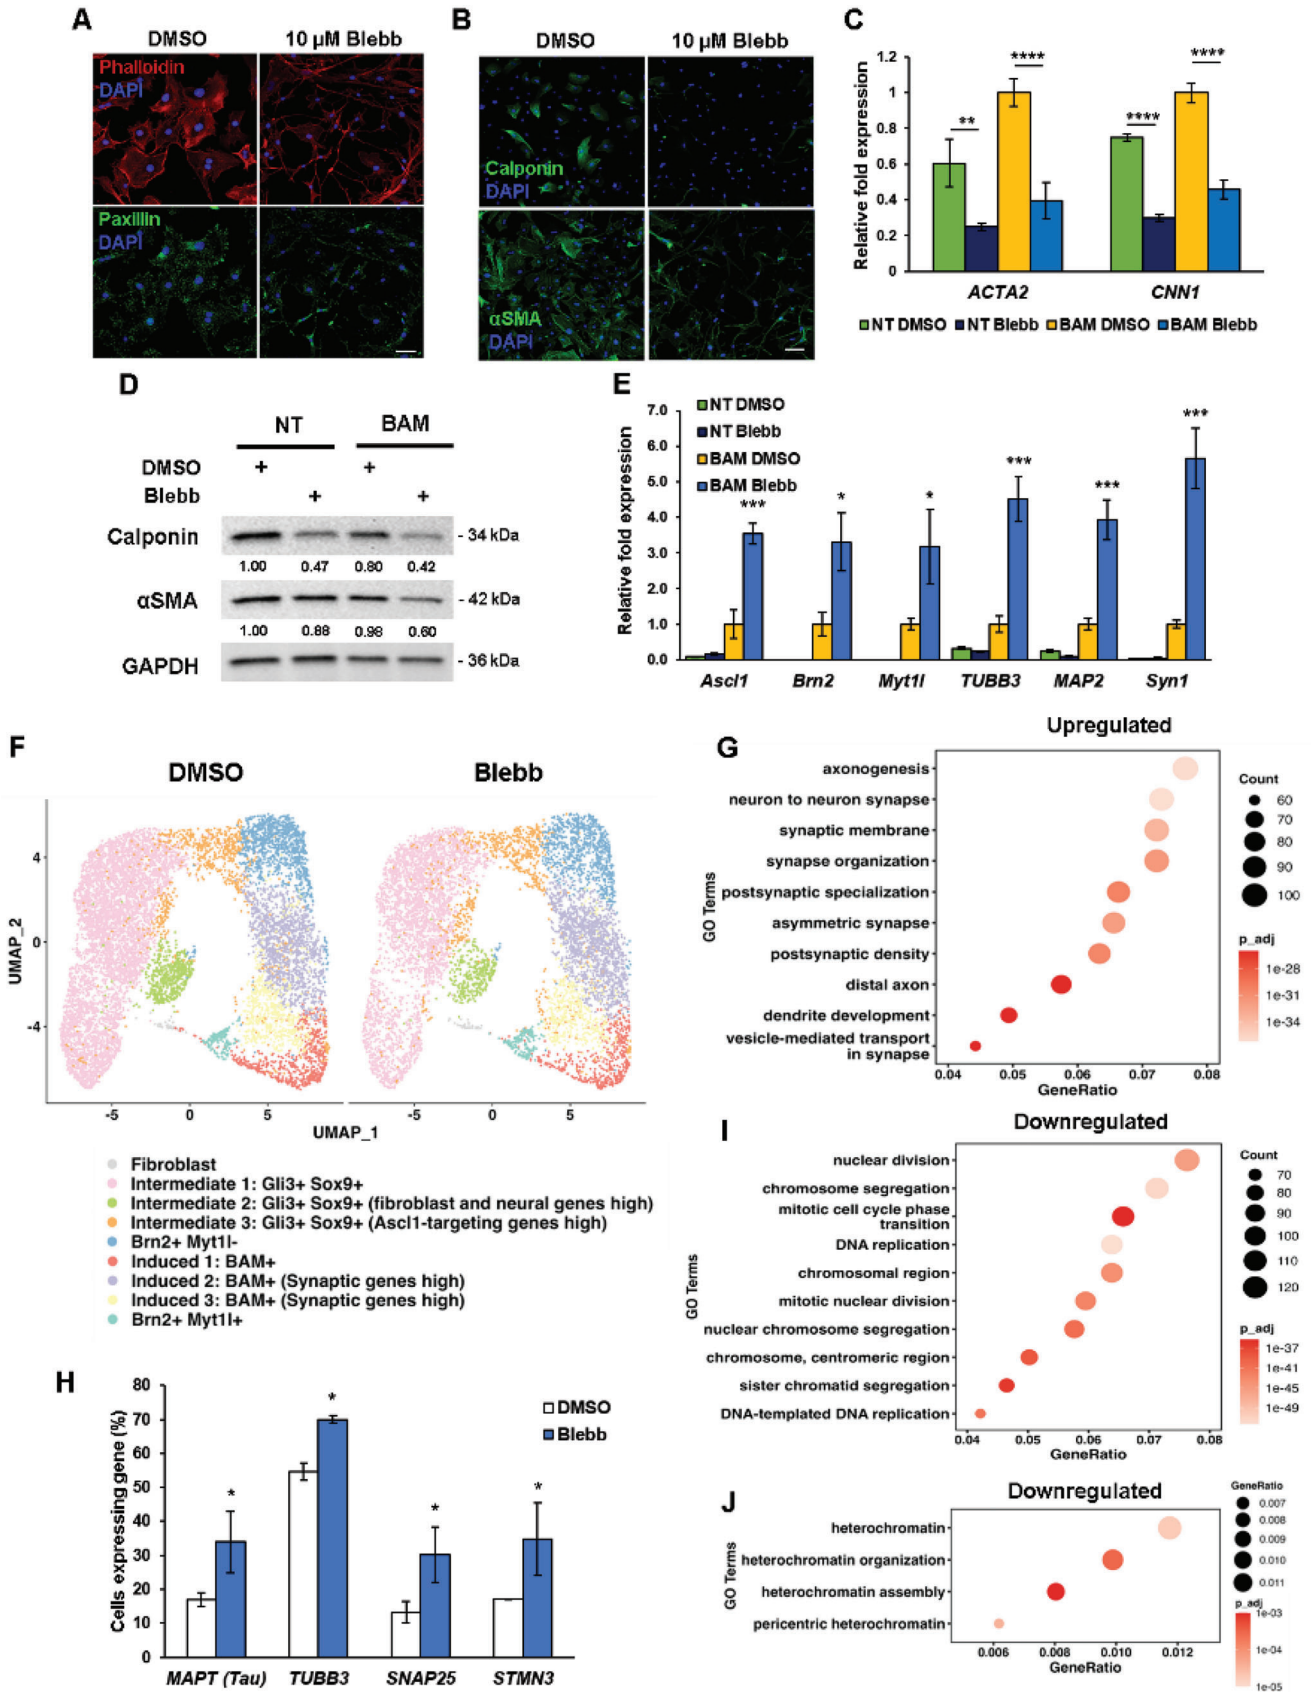 A
DMSO
10 µM Blebb
Phalloidin
DAPI
Paxillin
DAPI
B
DMSO
10 µM Blebb
Calponin
DAPI
αSMA
DAPI
C
Relative fold expression
1.2
1
0.8
0.6
0.4
0.2
0
**
****
****
****
ACTA2
CNN1
NT DMSO
NT Blebb
BAM DMSO
BAM Blebb
D
NT
BAM
DMSO
+
+
Blebb
+
+
Calponin
- 34 kDa
1.00
0.47
0.80
0.42
αSMA
- 42 kDa
1.00
0.88
0.98
0.60
GAPDH
- 36 kDa
E
Relative fold expression
7.0
6.0
5.0
4.0
3.0
2.0
1.0
0.0
NT DMSO
NT Blebb
BAM DMSO
BAM Blebb
***
*
*
***
***
***
Ascl1
Brn2
Myt1l
TUBB3
MAP2
Syn1
F
DMSO
Blebb
UMAP_2
4
0
-4
-5
0
5
-5
0
5
UMAP_1
Fibroblast
Intermediate 1: Gli3+ Sox9+
Intermediate 2: Gli3+ Sox9+ (fibroblast and neural genes high)
Intermediate 3: Gli3+ Sox9+ (Ascl1-targeting genes high)
Brn2+ Myt1l-
Induced 1: BAM+
Induced 2: BAM+ (Synaptic genes high)
Induced 3: BAM+ (Synaptic genes high)
Brn2+ Myt1l+
G
Upregulated
GO Terms
axonogenesis
neuron to neuron synapse
synaptic membrane
synapse organization
postsynaptic specialization
asymmetric synapse
postsynaptic density
distal axon
dendrite development
vesicle-mediated transport
in synapse
0.04
0.05
0.06
0.07
0.08
GeneRatio
Count
60
70
80
90
100
p_adj
1e-28
1e-31
1e-34
H
Cells expressing gene (%)
80
70
60
50
40
30
20
10
0
DMSO
Blebb
*
*
*
*
MAPT (Tau)
TUBB3
SNAP25
STMN3
I
Downregulated
GO Terms
nuclear division
chromosome segregation
mitotic cell cycle phase
transition
DNA replication
chromosomal region
mitotic nuclear division
nuclear chromosome segregation
chromosome, centromeric region
sister chromatid segregation
DNA-templated DNA replication
0.04
0.05
0.06
0.07
0.08
GeneRatio
Count
70
80
90
100
110
120
p_adj
1e-37
1e-41
1e-45
1e-49
J
Downregulated
GO Terms
heterochromatin
heterochromatin organization
heterochromatin assembly
pericentric heterochromatin
0.006
0.008
0.010
0.012
GeneRatio
GeneRatio
0.007
0.008
0.009
0.010
0.011
p_adj
1e-03
1e-04
1e-05